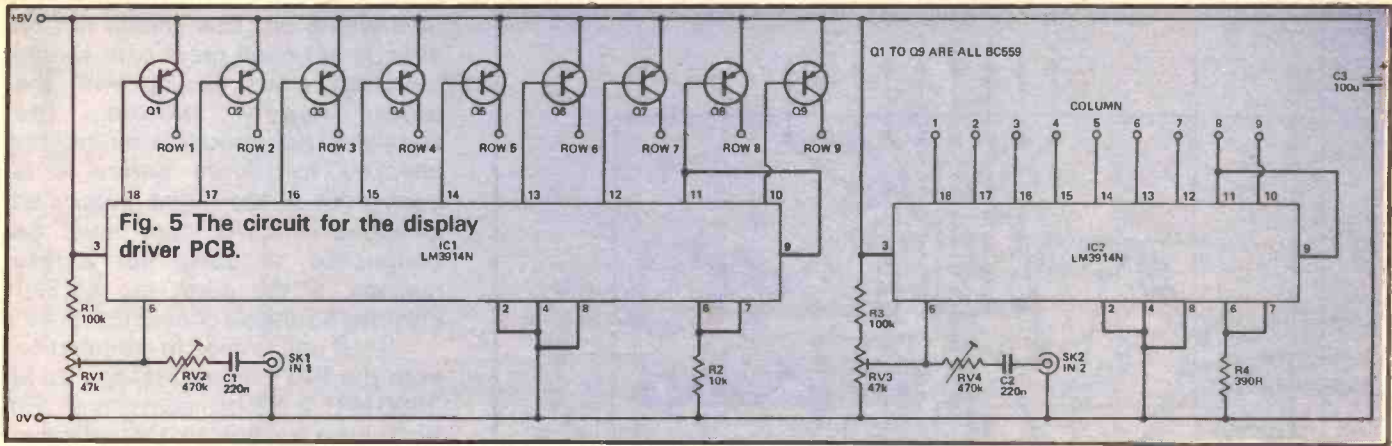 +5V
Q1 TO Q9 ARE ALL BC559
C3
100u
+
Q1
Q2
Q3
Q4
Q5
Q6
Q7
Q8
Q9
COLUMN
1
2
3
4
5
6
7
8
9
ROW 1
ROW 2
ROW 3
ROW 4
ROW 5
ROW 6
ROW 7
ROW 8
ROW 9
18
17
16
15
14
13
12
11
10
18
17
16
15
14
13
12
11
10
Fig. 5 The circuit for the display
driver PCB.
3
IC1
LM3914N
9
3
IC2
LM3914N
9
R1
100k
5
2
4
8
6
7
R3
100k
5
2
4
8
6
7
RV1
47k
RV2
470k
C1
220n
SK1
IN 1
R2
10k
RV3
47k
RV4
470k
C2
220n
SK2
IN 2
R4
390R
0V